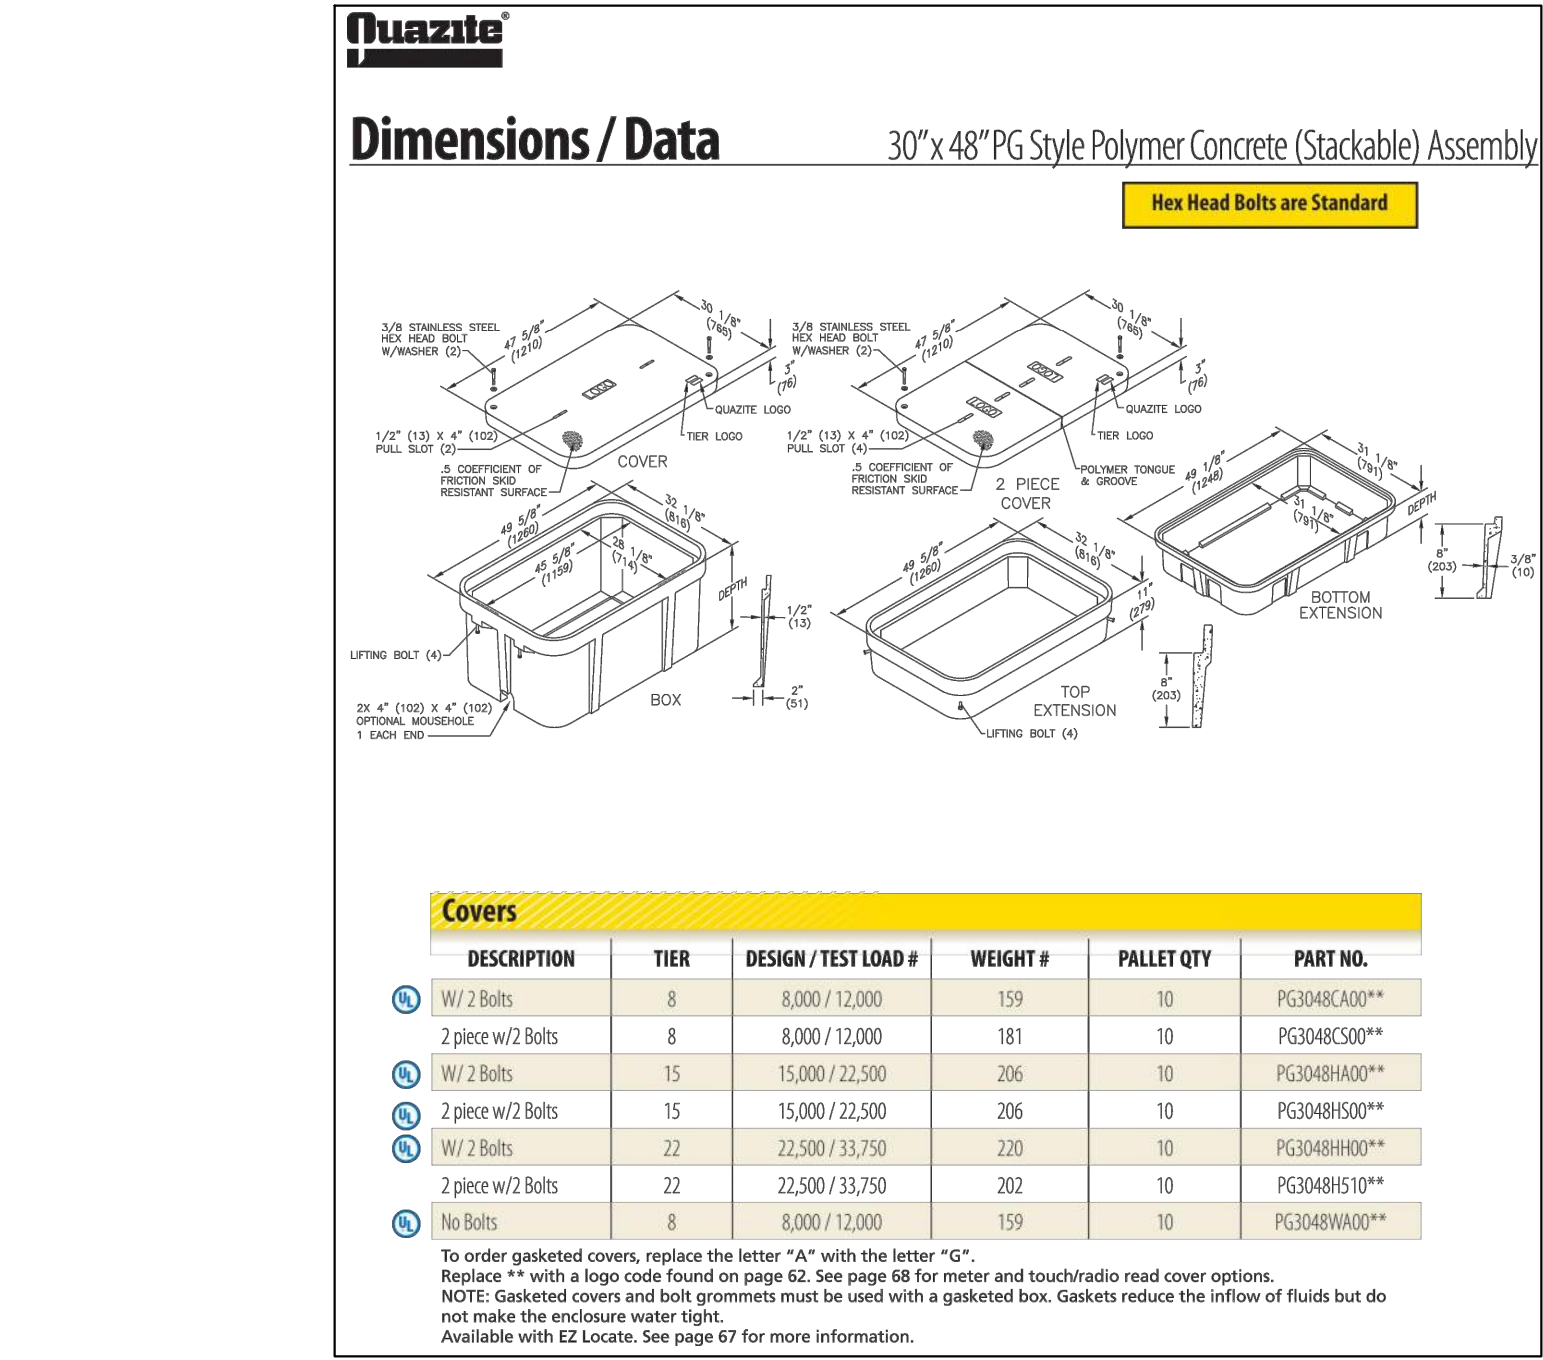 Quazite®
Dimensions / Data
30" x 48" PG Style Polymer Concrete (Stackable) Assembly
Hex Head Bolts are Standard
3/8 STAINLESS STEEL
HEX HEAD BOLT
W/WASHER (2)
47 5/8"
(1210)
30 1/8"
(765)
3"
(76)
QUAZITE LOGO
TIER LOGO
LOGO
1/2" (13) X 4" (102)
PULL SLOT (2)
.5 COEFFICIENT OF
FRICTION SKID
RESISTANT SURFACE
COVER
3/8 STAINLESS STEEL
HEX HEAD BOLT
W/WASHER (2)
47 5/8"
(1210)
30 1/8"
(765)
3"
(76)
QUAZITE LOGO
TIER LOGO
LOGO
LOGO
1/2" (13) X 4" (102)
PULL SLOT (4)
.5 COEFFICIENT OF
FRICTION SKID
RESISTANT SURFACE
POLYMER TONGUE
& GROOVE
2 PIECE
COVER
49 5/8"
(1260)
32 1/8"
(816)
45 5/8"
(1159)
28 1/8"
(714)
DEPTH
1/2"
(13)
2"
(51)
LIFTING BOLT (4)
2X 4" (102) X 4" (102)
OPTIONAL MOUSEHOLE
1 EACH END
BOX
49 5/8"
(1260)
32 1/8"
(816)
11"
(279)
8"
(203)
TOP
EXTENSION
LIFTING BOLT (4)
49 1/8"
(1248)
31 1/8"
(791)
31 1/8"
(791)
DEPTH
8"
(203)
3/8"
(10)
BOTTOM
EXTENSION
Covers
DESCRIPTION TIER DESIGN / TEST LOAD # WEIGHT # PALLET QTY PART NO.
UL W/ 2 Bolts 8 8,000 / 12,000 159 10 PG3048CA00**
2 piece w/2 Bolts 8 8,000 / 12,000 181 10 PG3048CS00**
UL W/ 2 Bolts 15 15,000 / 22,500 206 10 PG3048HA00**
UL 2 piece w/2 Bolts 15 15,000 / 22,500 206 10 PG3048HS00**
UL W/ 2 Bolts 22 22,500 / 33,750 220 10 PG3048HH00**
2 piece w/2 Bolts 22 22,500 / 33,750 202 10 PG3048H510**
UL No Bolts 8 8,000 / 12,000 159 10 PG3048WA00**
To order gasketed covers, replace the letter "A" with the letter "G".
Replace ** with a logo code found on page 62. See page 68 for meter and touch/radio read cover options.
NOTE: Gasketed covers and bolt grommets must be used with a gasketed box. Gaskets reduce the inflow of fluids but do
not make the enclosure water tight.
Available with EZ Locate. See page 67 for more information.